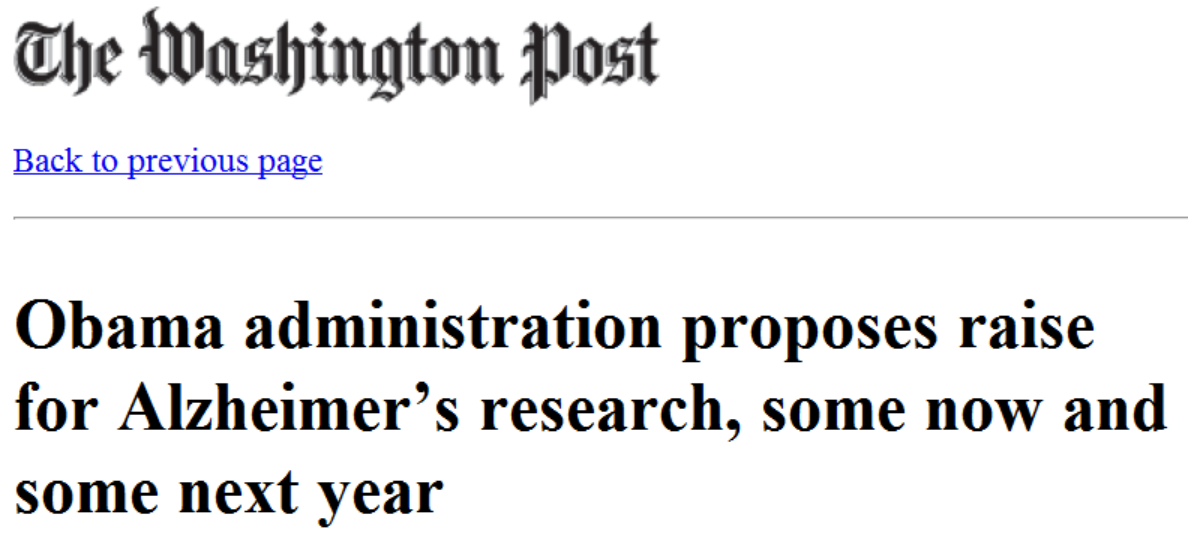 The Washington Post
Back to previous page
Obama administration proposes raise
for Alzheimer’s research, some now and
some next year